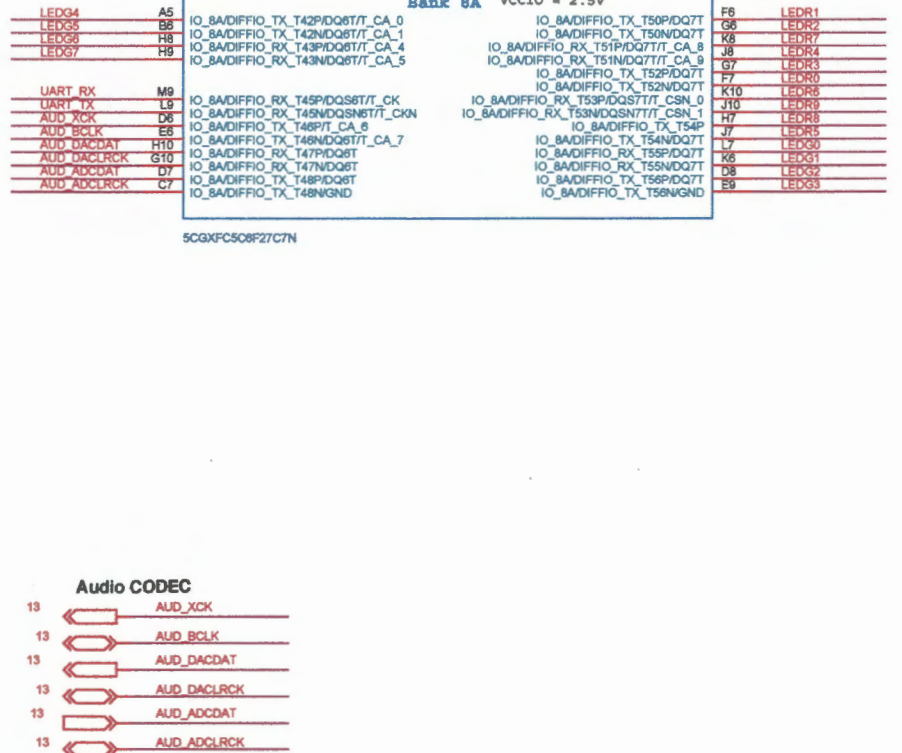 Bank 8A VCCIO = 2.5V
LEDG4 A5 IO_8A/DIFFIO_TX_T42P/DQ6T/T_CA_0
LEDG5 B6 IO_8A/DIFFIO_TX_T42N/DQ6T/T_CA_1
LEDG6 H8 IO_8A/DIFFIO_RX_T43P/DQ6T/T_CA_4
LEDG7 H9 IO_8A/DIFFIO_RX_T43N/DQ6T/T_CA_5
UART_RX M9 IO_8A/DIFFIO_RX_T45P/DQS6T/T_CK
UART_TX L9 IO_8A/DIFFIO_RX_T45N/DQSN6T/T_CKN
AUD_XCK D6 IO_8A/DIFFIO_TX_T46P/T_CA_6
AUD_BCLK E6 IO_8A/DIFFIO_TX_T46N/DQ6T/T_CA_7
AUD_DACDAT H10 IO_8A/DIFFIO_RX_T47P/DQ6T
AUD_DACLRCK G10 IO_8A/DIFFIO_RX_T47N/DQ6T
AUD_ADCDAT D7 IO_8A/DIFFIO_TX_T48P/DQ6T
AUD_ADCLRCK C7 IO_8A/DIFFIO_TX_T48N/GND
IO_8A/DIFFIO_TX_T50P/DQ7T F6 LEDR1
IO_8A/DIFFIO_TX_T50N/DQ7T G6 LEDR2
IO_8A/DIFFIO_RX_T51P/DQ7T/T_CA_8 K8 LEDR7
IO_8A/DIFFIO_RX_T51N/DQ7T/T_CA_9 J8 LEDR4
IO_8A/DIFFIO_TX_T52P/DQ7T G7 LEDR3
IO_8A/DIFFIO_TX_T52N/DQ7T F7 LEDR0
IO_8A/DIFFIO_RX_T53P/DQS7T/T_CSN_0 K10 LEDR6
IO_8A/DIFFIO_RX_T53N/DQSN7T/T_CSN_1 J10 LEDR9
IO_8A/DIFFIO_TX_T54P H7 LEDR8
IO_8A/DIFFIO_TX_T54N/DQ7T J7 LEDR5
IO_8A/DIFFIO_RX_T55P/DQ7T L7 LEDG0
IO_8A/DIFFIO_RX_T55N/DQ7T K6 LEDG1
IO_8A/DIFFIO_TX_T56P/DQ7T D8 LEDG2
IO_8A/DIFFIO_TX_T56N/GND E9 LEDG3
5CGXFC5C6F27C7N
Audio CODEC
13 AUD_XCK
13 AUD_BCLK
13 AUD_DACDAT
13 AUD_DACLRCK
13 AUD_ADCDAT
13 AUD_ADCLRCK